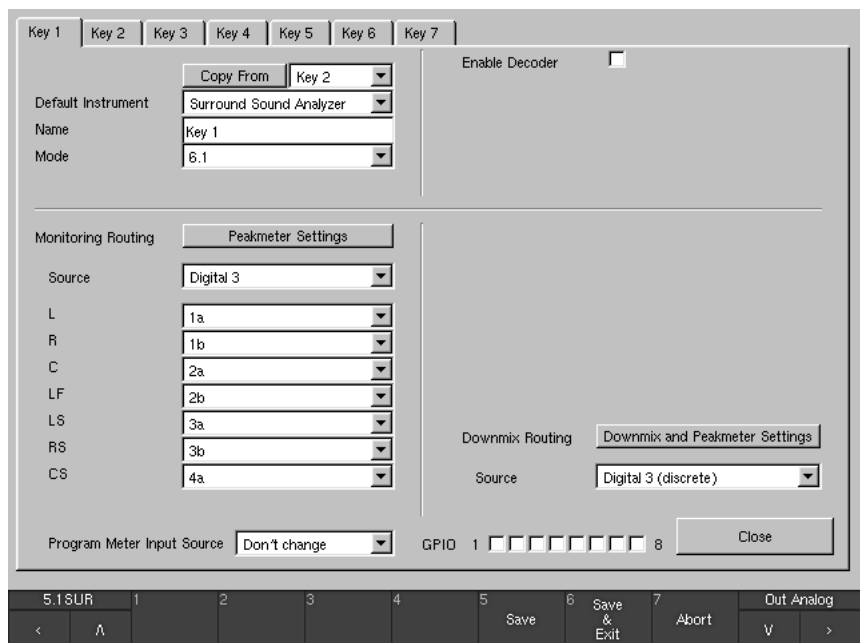 Key 1 Key 2 Key 3 Key 4 Key 5 Key 6 Key 7
Copy From Key 2
Default Instrument Surround Sound Analyzer
Name Key 1
Mode 6.1
Enable Decoder
Monitoring Routing Peakmeter Settings
Source Digital 3
L 1a
R 1b
C 2a
LF 2b
LS 3a
RS 3b
CS 4a
Downmix Routing Downmix and Peakmeter Settings
Source Digital 3 (discrete)
Program Meter Input Source Don't change
GPIO 1 8
Close
5.1SUR 1 2 3 4 5 Save 6 Save & Exit 7 Abort Out Analog
< Λ V >